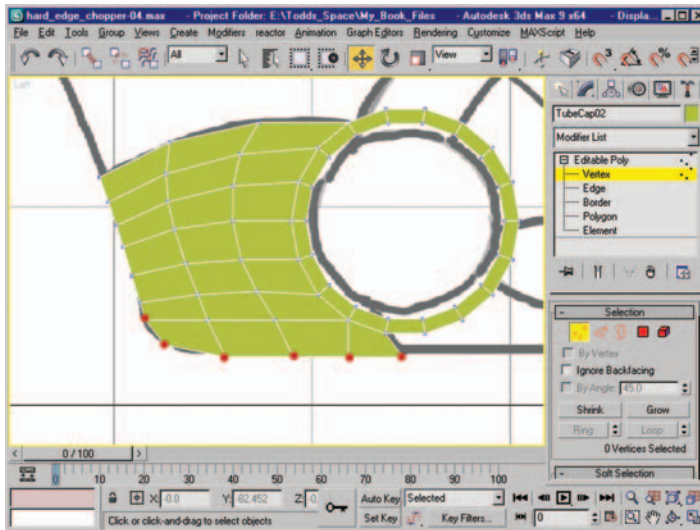 hard_edge_chopper-04.max - Project Folder: E:\Todds_Space\My_Book_Files - Autodesk 3ds Max 9 x64 - Displa...
File Edit Tools Group Views Create Modifiers reactor Animation Graph Editors Rendering Customize MAXScript Help
All View
Left
TubeCap02
Modifier List
Editable Poly
Vertex
Edge
Border
Polygon
Element
- Selection
By Vertex
Ignore Backfacing
By Angle: 45.0
Shrink Grow
Ring Loop
0 Vertices Selected
- Soft Selection
< 0/100 >
0 10 20 30 40 50 60 70 80 90 100
X: -0.0 Y: -82.452 Z: -0.
Auto Key Selected
Click or click-and-drag to select objects
Set Key Key Filters... 0